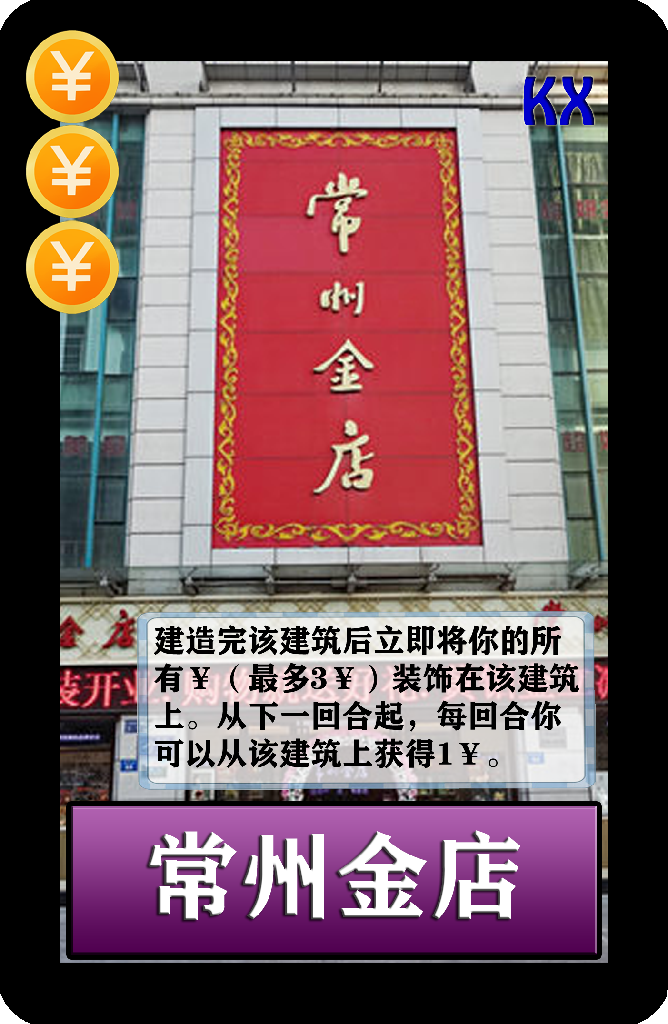 ¥
¥
¥
KX
常
州
金
店
金店
建造完该建筑后立即将你的所
有¥（最多3¥）装饰在该建筑
上。从下一回合起，每回合你
可以从该建筑上获得1¥。
常州金店